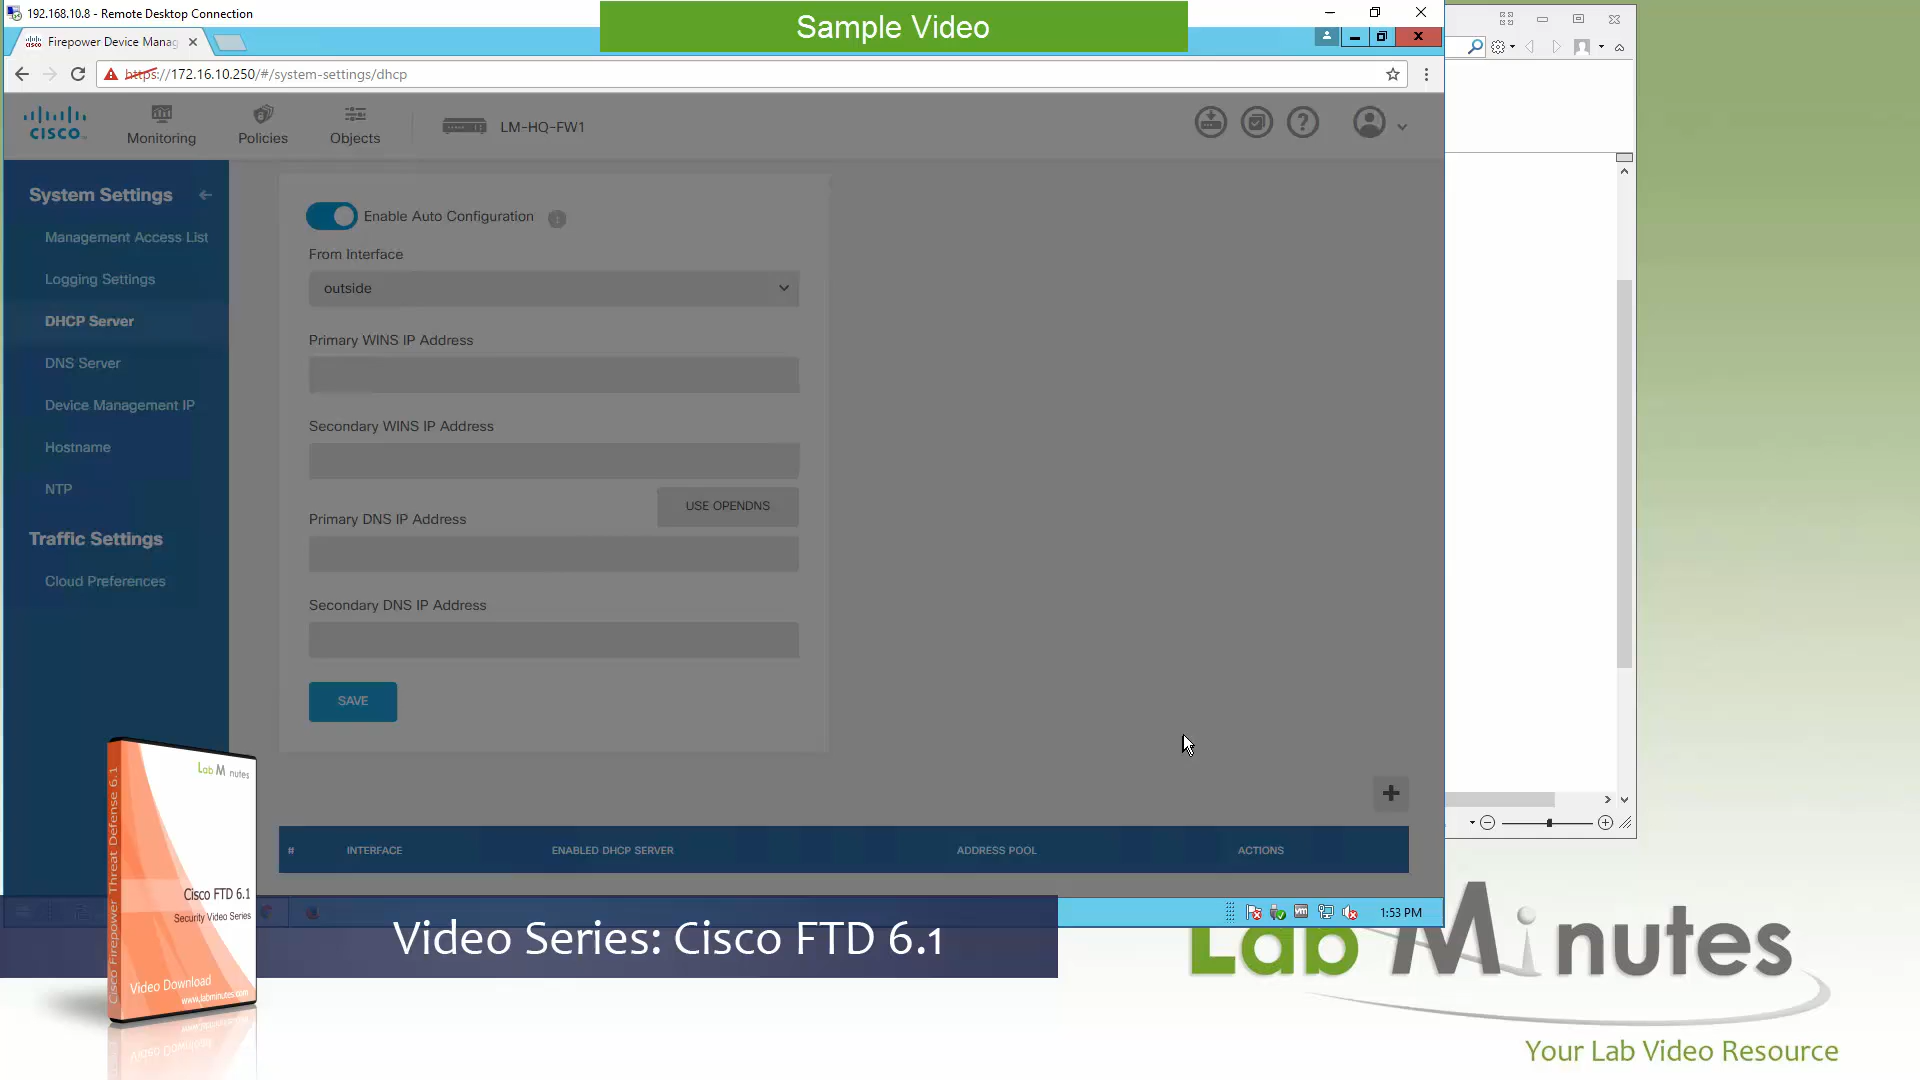 192.168.10.8 - Remote Desktop Connection
Sample Video
Firepower Device Manag
https://172.16.10.250/#/system-settings/dhcp
CISCO
Monitoring
Policies
Objects
LM-HQ-FW1
System Settings
Management Access List
Logging Settings
DHCP Server
DNS Server
Device Management IP
Hostname
NTP
Traffic Settings
Cloud Preferences
Enable Auto Configuration
From Interface
outside
Primary WINS IP Address
Secondary WINS IP Address
USE OPENDNS
Primary DNS IP Address
Secondary DNS IP Address
SAVE
#
INTERFACE
ENABLED DHCP SERVER
ADDRESS POOL
ACTIONS
1:53 PM
Lab Minutes
Cisco Firepower Threat Defense 6.1
Cisco FTD 6.1
Security Video Series
Video Download
www.labminutes.com
Video Series: Cisco FTD 6.1
Lab Minutes
Your Lab Video Resource